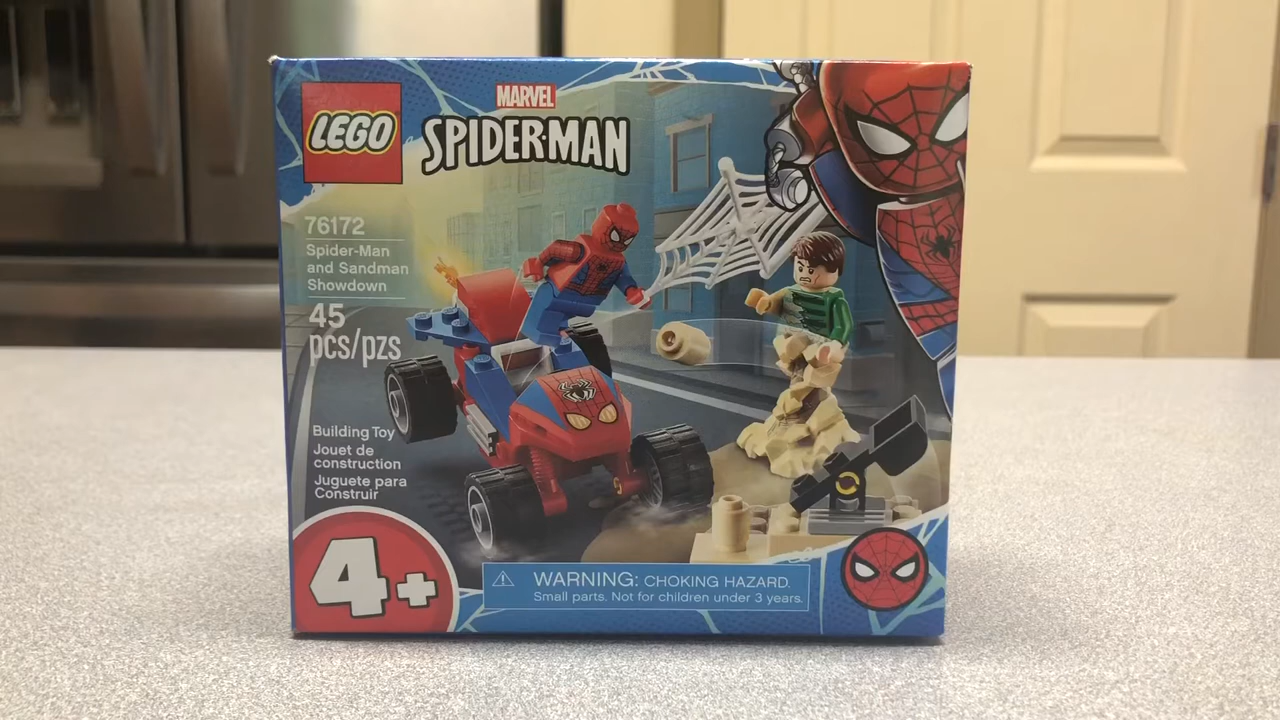 LEGO
MARVEL
SPIDER-MAN
76172
Spider-Man
and Sandman
Showdown
45
pcs/pzs
Building Toy
Jouet de
construction
Juguete para
Construir
4+
WARNING: CHOKING HAZARD.
Small parts. Not for children under 3 years.